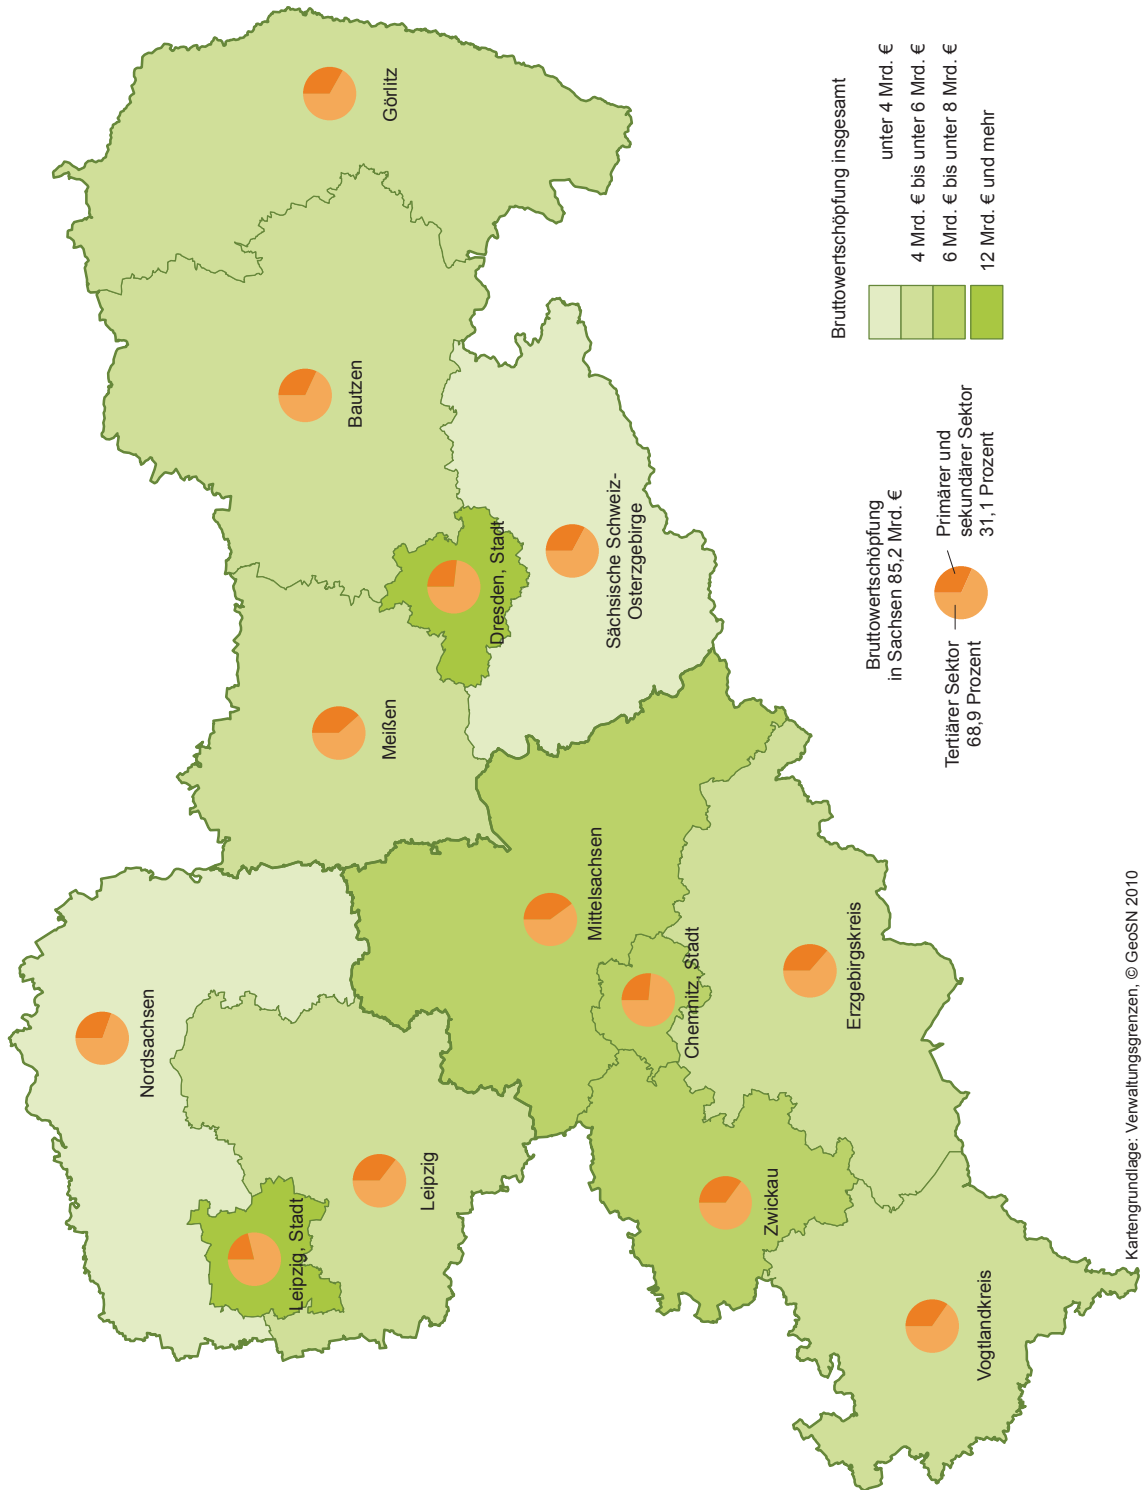 Nordsachsen
Leipzig, Stadt
Leipzig
Meißen
Bautzen
Görlitz
Dresden, Stadt
Sächsische Schweiz-
Osterzgebirge
Mittelsachsen
Chemnitz, Stadt
Zwickau
Erzgebirgskreis
Vogtlandkreis
Bruttowertschöpfung
in Sachsen 85,2 Mrd. €
Tertiärer Sektor
68,9 Prozent
Primärer und
sekundärer Sektor
31,1 Prozent
Bruttowertschöpfung insgesamt
unter 4 Mrd. €
4 Mrd. € bis unter 6 Mrd. €
6 Mrd. € bis unter 8 Mrd. €
12 Mrd. € und mehr
Kartengrundlage: Verwaltungsgrenzen, © GeoSN 2010